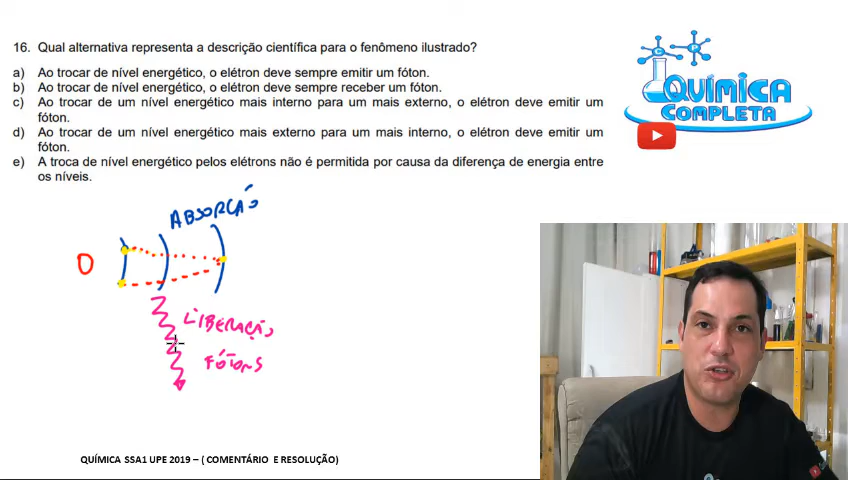 16. Qual alternativa representa a descrição científica para o fenômeno ilustrado?
a) Ao trocar de nível energético, o elétron deve sempre emitir um fóton.
b) Ao trocar de nível energético, o elétron deve sempre receber um fóton.
c) Ao trocar de um nível energético mais interno para um mais externo, o elétron deve emitir um
fóton.
d) Ao trocar de um nível energético mais externo para um mais interno, o elétron deve emitir um
fóton.
e) A troca de nível energético pelos elétrons não é permitida por causa da diferença de energia entre
os níveis.
C P
QUÍMICA
COMPLETA
ABSORÇÃO
LIBERAÇÃO
FÓTONS
QUÍMICA SSA1 UPE 2019 – ( COMENTÁRIO E RESOLUÇÃO)